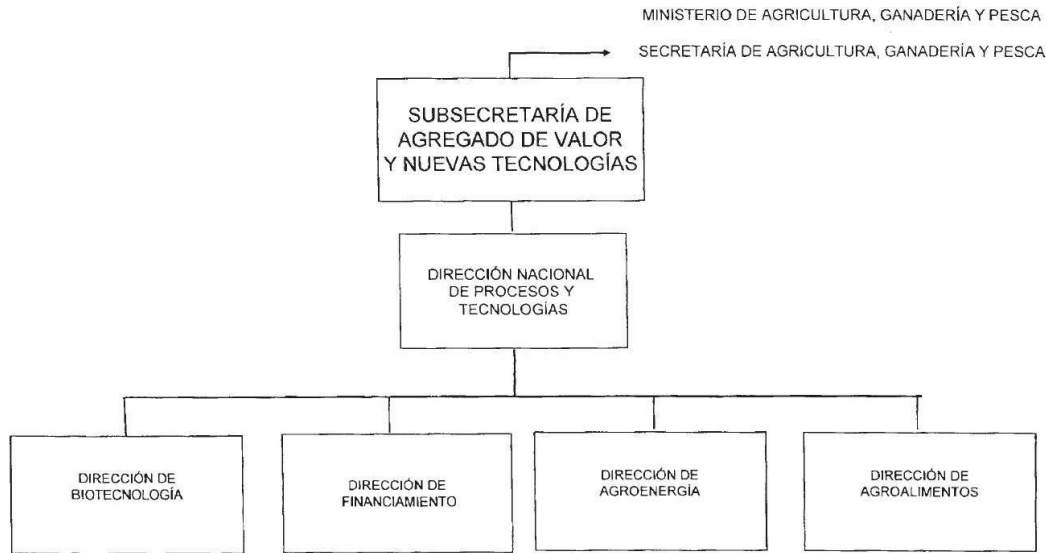 MINISTERIO DE AGRICULTURA, GANADERÍA Y PESCA
SECRETARÍA DE AGRICULTURA, GANADERÍA Y PESCA
SUBSECRETARÍA DE
AGREGADO DE VALOR
Y NUEVAS TECNOLOGÍAS
DIRECCIÓN NACIONAL
DE PROCESOS Y
TECNOLOGÍAS
DIRECCIÓN DE
BIOTECNOLOGÍA
DIRECCIÓN DE
FINANCIAMIENTO
DIRECCIÓN DE
AGROENERGÍA
DIRECCIÓN DE
AGROALIMENTOS